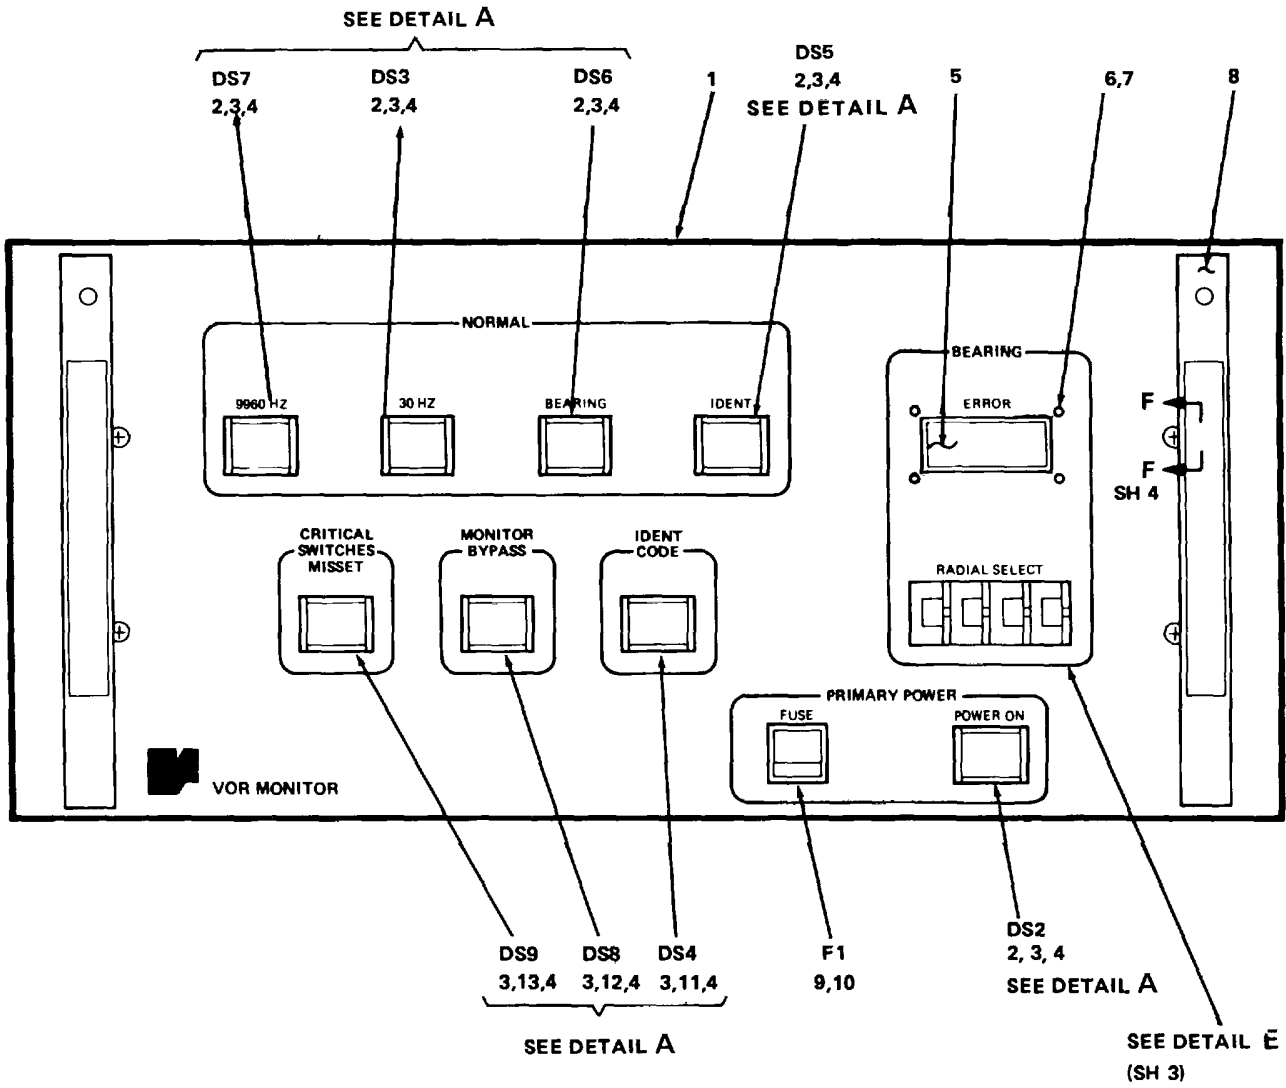 SEE DETAIL A
DS7
2,3,4
DS3
2,3,4
DS6
2,3,4
1
DS5
2,3,4
SEE DETAIL A
5
6,7
8
NORMAL
9960 HZ
30 HZ
BEARING
IDENT
BEARING
ERROR
F
F
SH 4
CRITICAL
SWITCHES
MISSET
MONITOR
BYPASS
IDENT
CODE
RADIAL SELECT
PRIMARY POWER
FUSE
POWER ON
VOR MONITOR
DS9
3,13,4
DS8
3,12,4
DS4
3,11,4
SEE DETAIL A
F1
9,10
DS2
2, 3, 4
SEE DETAIL A
SEE DETAIL E
(SH 3)